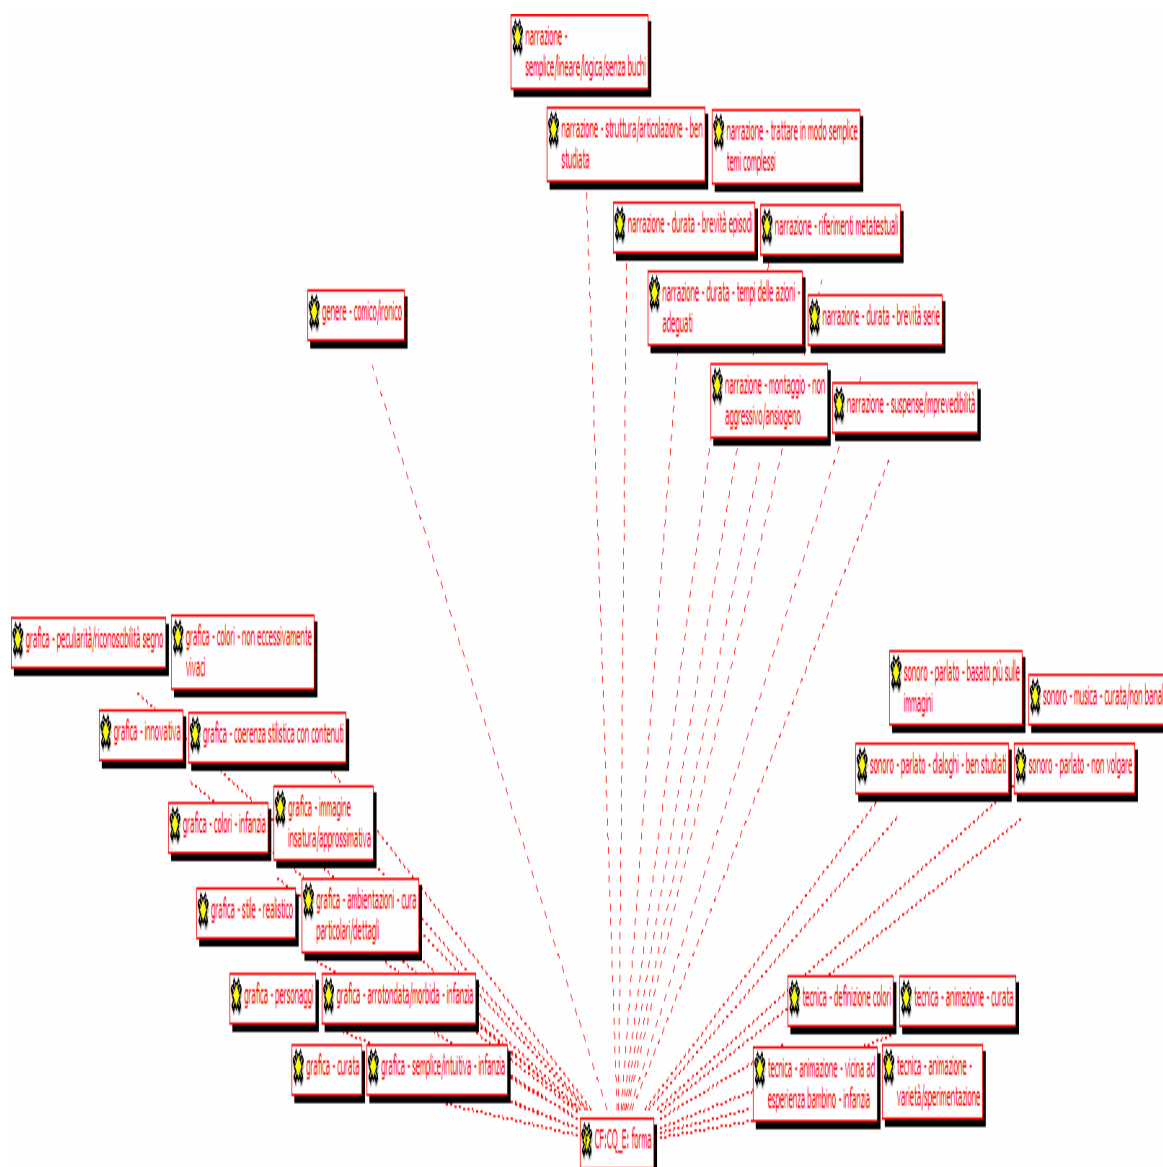 narrazione -
semplice/lineare/logica/senza buchi
narrazione - struttura/articolazione - ben
studiata
narrazione - trattare in modo semplice
temi complessi
narrazione - durata - brevità episodi
narrazione - riferimenti metatestuali
narrazione - durata - tempi delle azioni -
adeguati
genere - comico/ironico
narrazione - durata - brevità serie
narrazione - montaggio - non
aggressivo/ansiogeno
narrazione - suspense/imprevedibilità
grafica - peculiarità/riconoscibilità segno
grafica - colori - non eccessivamente
vivaci
sonoro - parlato - basato più sulle
immagini
sonoro - musica - curata/non banal
grafica - innovativa
grafica - coerenza stilistica con contenuti
sonoro - parlato - dialoghi - ben studiati
sonoro - parlato - non volgare
grafica - colori - infanzia
grafica - immagine
insatura/approssimativa
grafica - stile - realistico
grafica - ambientazioni - cura
particolari/dettagli
grafica - personaggi
grafica - arrotondata/morbida - infanzia
tecnica - definizione colori
tecnica - animazione - curata
grafica - curata
grafica - semplice/intuitiva - infanzia
tecnica - animazione - vicina ad
esperienza bambino - infanzia
tecnica - animazione -
varietà/sperimentazione
CF:CQ_E: forma